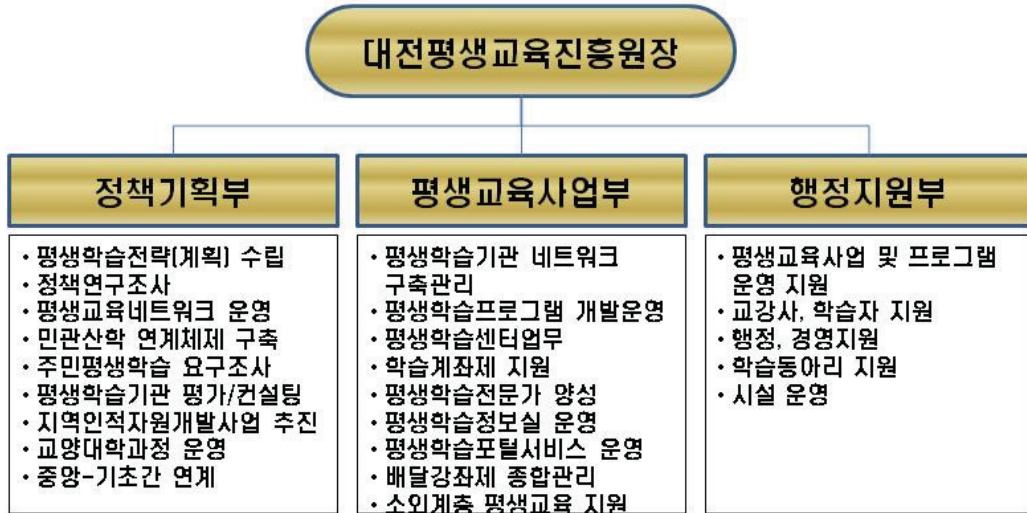 대전평생교육진흥원장
정책기획부
· 평생학습전략(계획) 수립
· 정책연구조사
· 평생교육네트워크 운영
· 민관산학 연계체제 구축
· 주민평생학습 요구조사
· 평생학습기관 평가/컨설팅
· 지역인적자원개발사업 추진
· 교양대학과정 운영
· 중앙-기초간 연계
평생교육사업부
· 평생학습기관 네트워크
구축관리
· 평생학습프로그램 개발운영
· 평생학습센터업무
· 학습계좌제 지원
· 평생학습전문가 양성
· 평생학습정보실 운영
· 평생학습포털서비스 운영
· 배달강좌제 종합관리
· 소외계층 평생교육 지원
행정지원부
· 평생교육사업 및 프로그램
운영 지원
· 교강사, 학습자 지원
· 행정, 경영지원
· 학습동아리 지원
· 시설 운영